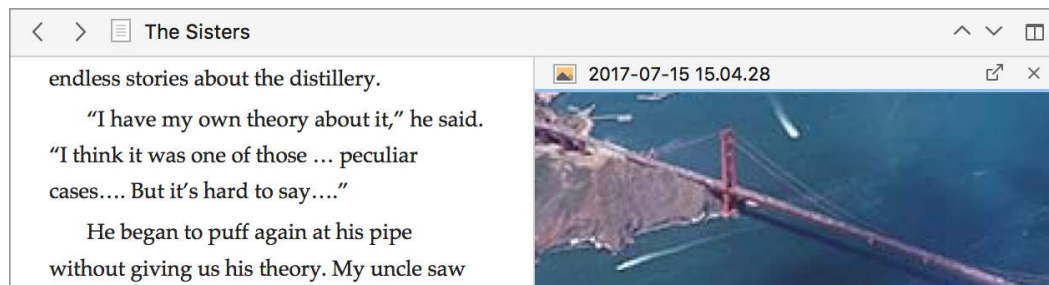 The Sisters
endless stories about the distillery.
“I have my own theory about it,” he said.
“I think it was one of those … peculiar
cases…. But it’s hard to say….”
He began to puff again at his pipe
without giving us his theory. My uncle saw
2017-07-15 15.04.28